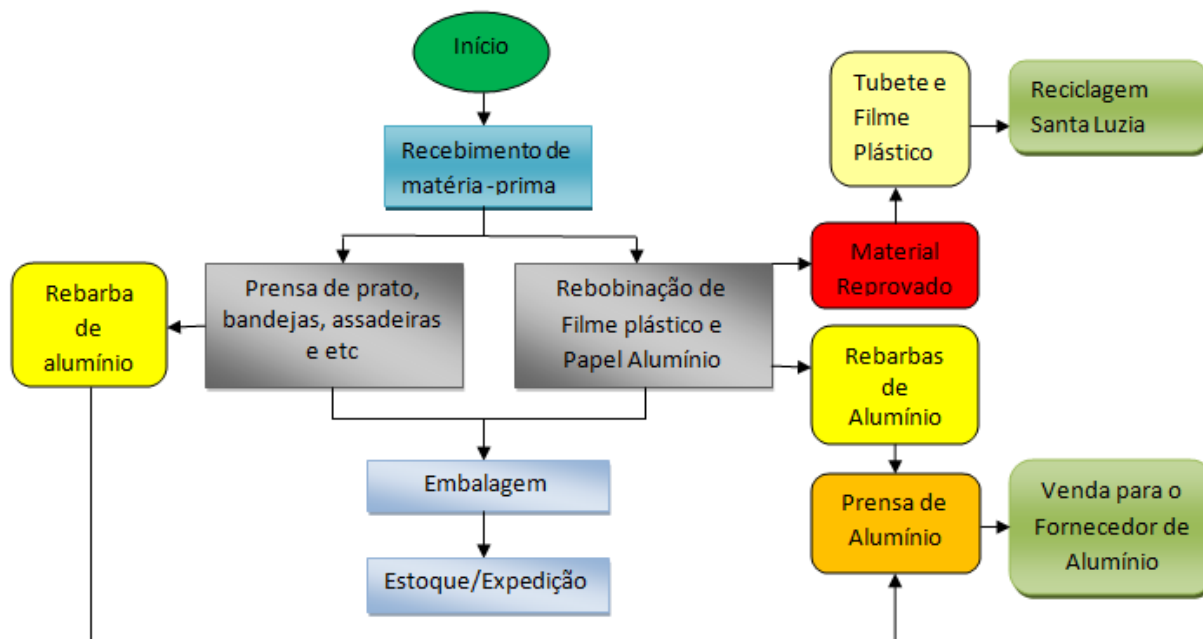 Início
Recebimento de
matéria -prima
Tubete e
Filme
Plástico
Reciclagem
Santa Luzia
Material
Reprovado
Rebarba
de
alumínio
Prensa de prato,
bandejas, assadeiras
e etc
Rebobinação de
Filme plástico e
Papel Alumínio
Rebarbas
de
Alumínio
Embalagem
Prensa de
Alumínio
Venda para o
Fornecedor de
Alumínio
Estoque/Expedição